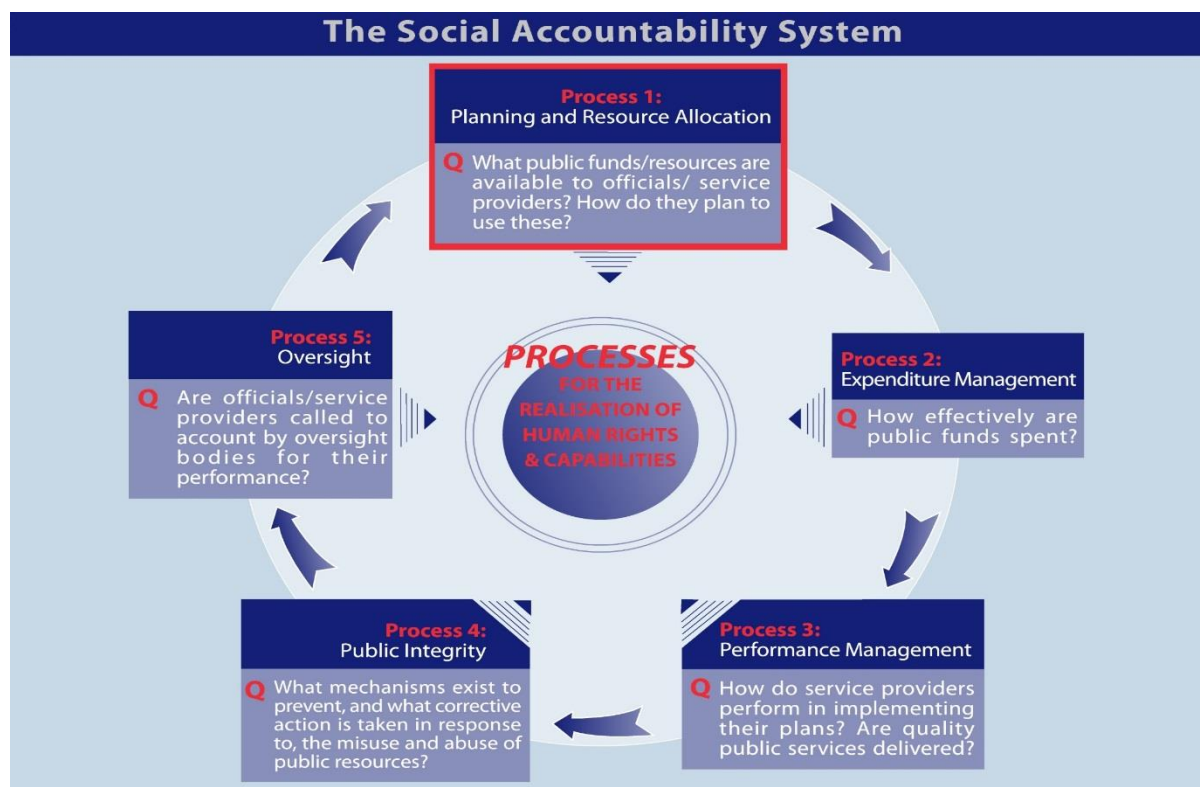 The Social Accountability System
Process 1:
Planning and Resource Allocation
Q What public funds/resources are
available to officials/ service
providers? How do they plan to
use these?
Process 5:
Oversight
Q Are officials/service
providers called to
account by oversight
bodies for their
performance?
PROCESSES
FOR THE
REALISATION OF
HUMAN RIGHTS
& CAPABILITIES
Process 2:
Expenditure Management
Q How effectively are
public funds spent?
Process 4:
Public Integrity
Q What mechanisms exist to
prevent, and what corrective
action is taken in response
to, the misuse and abuse of
public resources?
Process 3:
Performance Management
Q How do service providers
perform in implementing
their plans? Are quality
public services delivered?